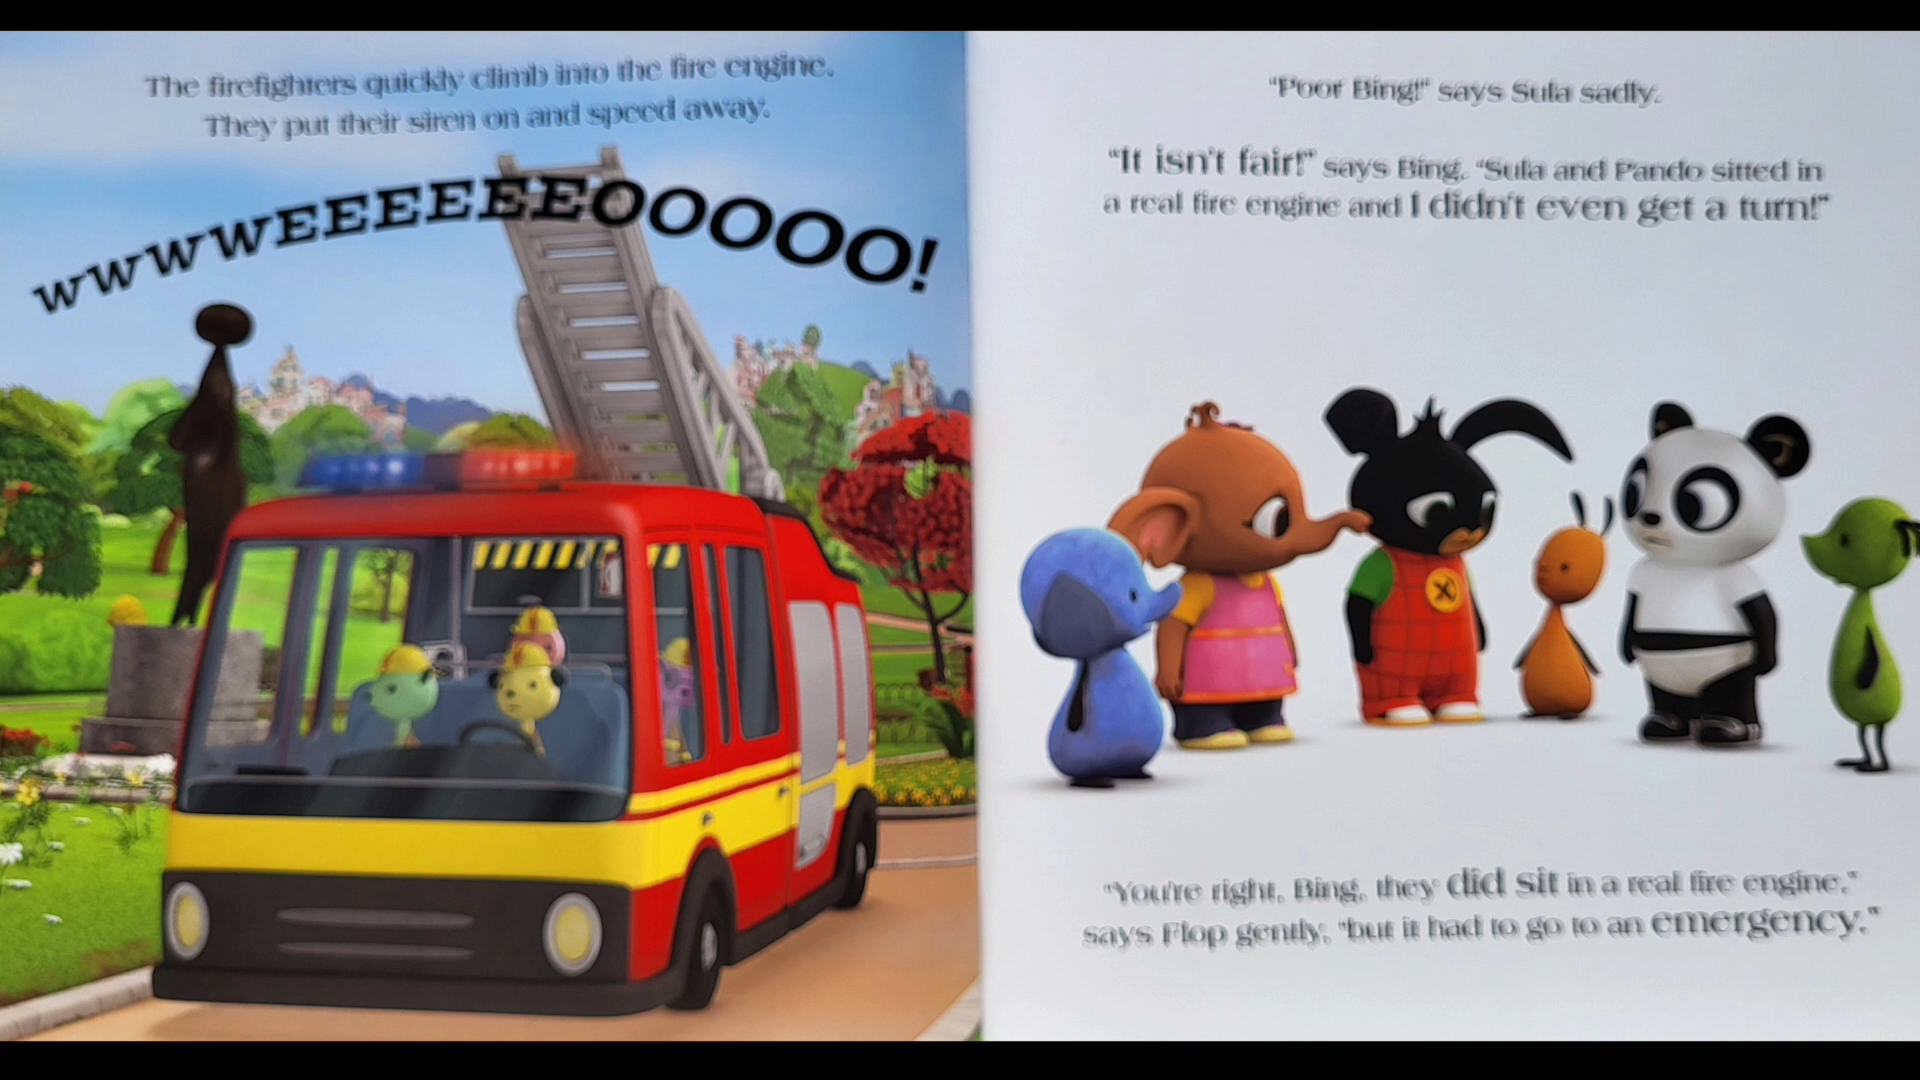 The firefighters quickly climb into the fire engine.
They put their siren on and speed away.
WWWWEEEEEEEOOOOO!
"Poor Bing!" says Sula sadly.
"It isn't fair!" says Bing. "Sula and Pando sitted in
a real fire engine and I didn't even get a turn!"
"You're right, Bing, they did sit in a real fire engine,"
says Flop gently, "but it had to go to an emergency."